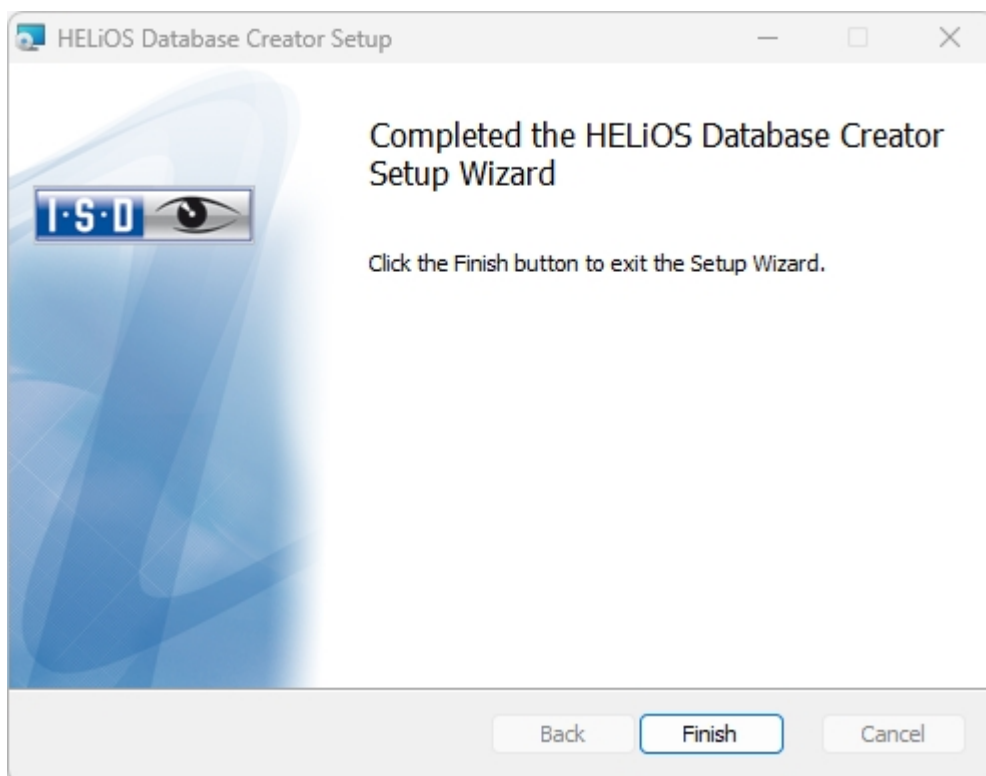 HELiOS Database Creator Setup
Completed the HELiOS Database Creator
Setup Wizard
I·S·D
Click the Finish button to exit the Setup Wizard.
Back
Finish
Cancel